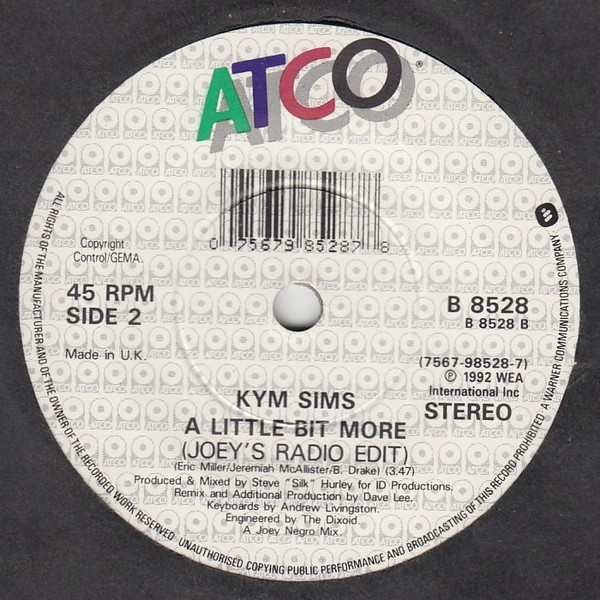 ATCO®
0 75679 85287 8
Copyright
Control/GEMA.
45 RPM
SIDE 2
Made in U.K.
B 8528
B 8528 B
(7567-98528-7)
℗ 1992 WEA
International Inc
STEREO
KYM SIMS
A LITTLE BIT MORE
(JOEY'S RADIO EDIT)
(Eric Miller/Jeremiah McAllister/B. Drake) (3.47)
Produced & Mixed by Steve "Silk" Hurley for ID Productions.
Remix and Additional Production by Dave Lee.
Keyboards by Andrew Livingston.
Engineered by The Dixoid.
A Joey Negro Mix.
ALL RIGHTS OF THE MANUFACTURER AND OF THE OWNER OF THE RECORDED WORK RESERVED · UNAUTHORISED COPYING PUBLIC PERFORMANCE AND BROADCASTING OF THIS RECORD PROHIBITED · A WARNER COMMUNICATIONS COMPANY·